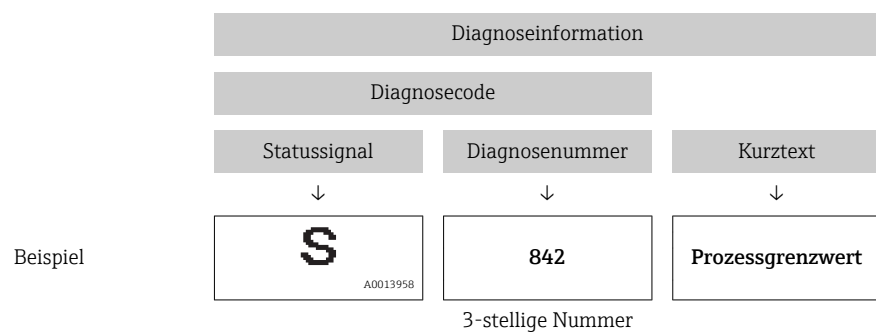 Diagnoseinformation
Diagnosecode
Statussignal Diagnosenummer Kurztext
↓ ↓ ↓
Beispiel S 842 Prozessgrenzwert
A0013958
3-stellige Nummer